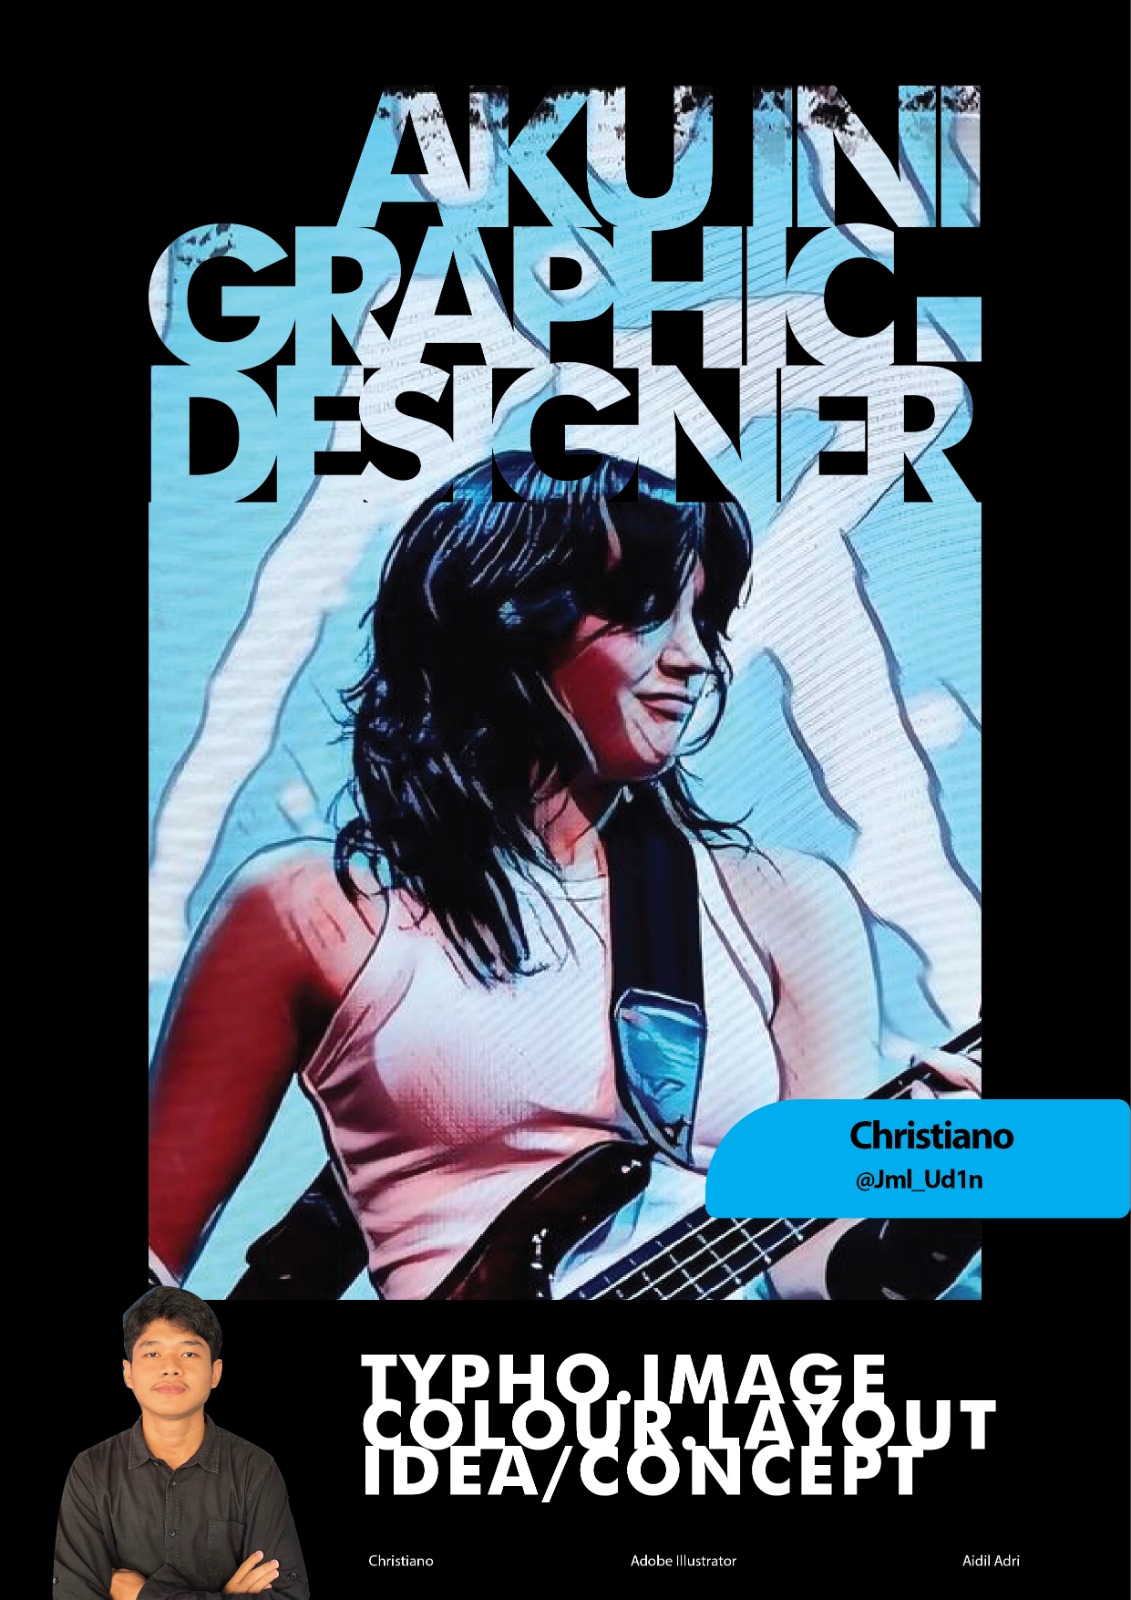 AKU INI
GRAPHIC-
DESIGNER
Christiano
@Jml_Ud1n
TYPHO.IMAGE
COLOUR.LAYOUT
IDEA/CONCEPT
Christiano
Adobe Illustrator
Aidil Adri